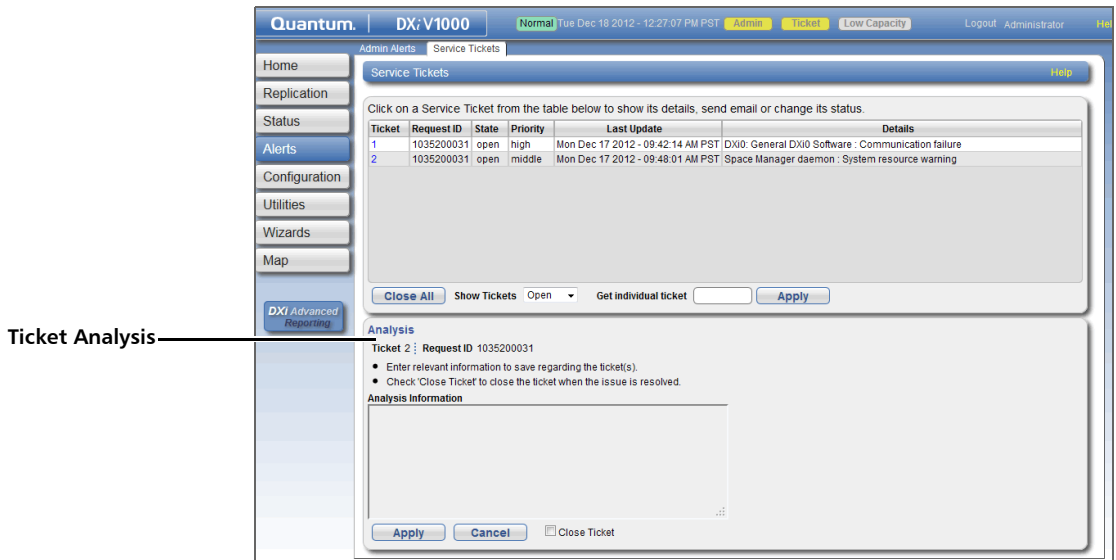 Quantum. DXi V1000 Normal Tue Dec 18 2012 - 12:27:07 PM PST Admin Ticket Low Capacity Logout Administrator Hel
Admin Alerts Service Tickets
Home
Replication
Status
Alerts
Configuration
Utilities
Wizards
Map
DXi Advanced
Reporting
Service Tickets Help
Click on a Service Ticket from the table below to show its details, send email or change its status.
Ticket Request ID State Priority Last Update Details
1 1035200031 open high Mon Dec 17 2012 - 09:42:14 AM PST DXi0: General DXi0 Software : Communication failure
2 1035200031 open middle Mon Dec 17 2012 - 09:48:01 AM PST Space Manager daemon : System resource warning
Close All Show Tickets Open Get individual ticket Apply
Ticket Analysis
Analysis
Ticket 2 Request ID 1035200031
• Enter relevant information to save regarding the ticket(s).
• Check 'Close Ticket' to close the ticket when the issue is resolved.
Analysis Information
Apply Cancel Close Ticket